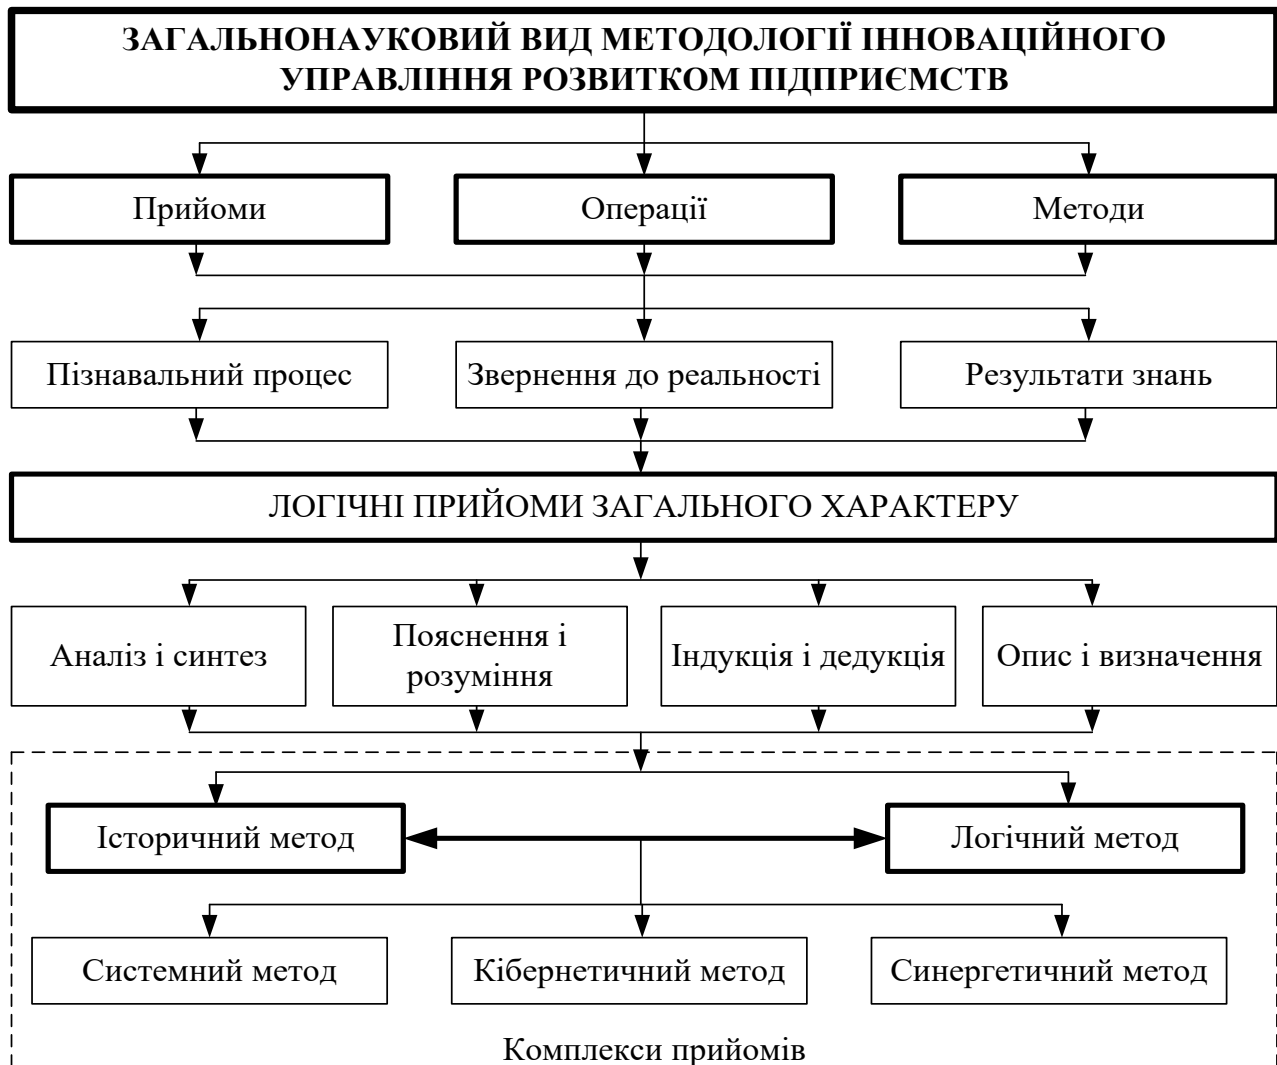 ЗАГАЛЬНОНАУКОВИЙ ВИД МЕТОДОЛОГІЇ ІННОВАЦІЙНОГО
УПРАВЛІННЯ РОЗВИТКОМ ПІДПРИЄМСТВ
Прийоми
Операції
Методи
Пізнавальний процес
Звернення до реальності
Результати знань
ЛОГІЧНІ ПРИЙОМИ ЗАГАЛЬНОГО ХАРАКТЕРУ
Аналіз і синтез
Пояснення і
розуміння
Індукція і дедукція
Опис і визначення
Історичний метод
Логічний метод
Системний метод
Кібернетичний метод
Синергетичний метод
Комплекси прийомів